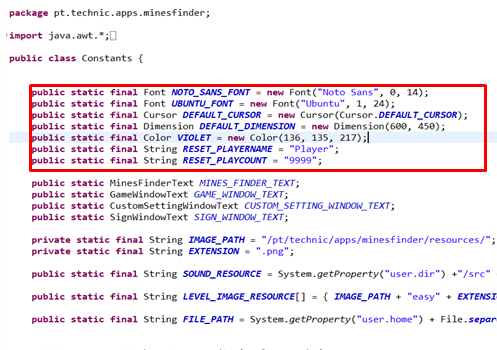 package pt.technic.apps.minesfinder;
import java.awt.*;
public class Constants {
public static final Font NOTO_SANS_FONT = new Font("Noto Sans", 0, 14);
public static final Font UBUNTU_FONT = new Font("Ubuntu", 1, 24);
public static final Cursor DEFAULT_CURSOR = new Cursor(Cursor.DEFAULT_CURSOR);
public static final Dimension DEFAULT_DIMENSION = new Dimension(600, 450);
public static final Color VIOLET = new Color(136, 135, 217);
public static final String RESET_PLAYERNAME = "Player";
public static final String RESET_PLAYCOUNT = "9999";
public static MinesFinderText MINES_FINDER_TEXT;
public static GameWindowText GAME_WINDOW_TEXT;
public static CustomSettingWindowText CUSTOM_SETTING_WINDOW_TEXT;
public static SignWindowText SIGN_WINDOW_TEXT;
private static final String IMAGE_PATH = "/pt/technic/apps/minesfinder/resources/";
private static final String EXTENSION = ".png";
public static final String SOUND_RESOURCE = System.getProperty("user.dir") +"/src"
public static final String LEVEL_IMAGE_RESOURCE[] = { IMAGE_PATH + "easy" + EXTENSI
public static final String FILE_PATH = System.getProperty("user.home") + File.separ